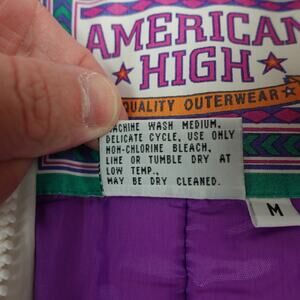 AMERICAN
HIGH
QUALITY OUTERWEAR
MACHINE WASH MEDIUM,
DELICATE CYCLE, USE ONLY
NON-CHLORINE BLEACH,
LINE OR TUMBLE DRY AT
LOW TEMP.,
MAY BE DRY CLEANED.
M